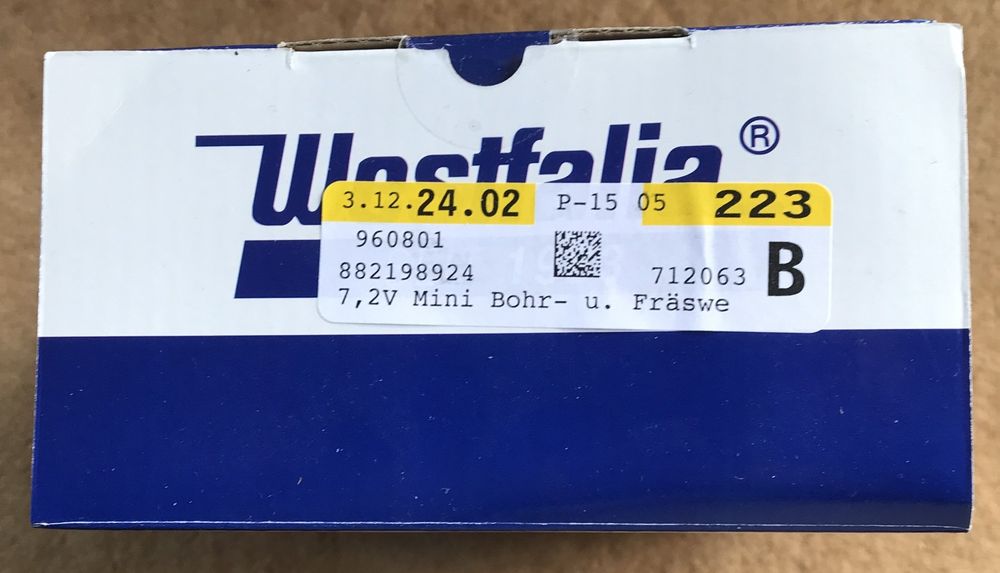 Westfalia ®
3.12.24.02 P-15 05 223
960801
882198924 712063 B
7,2V Mini Bohr- u. Fräswe